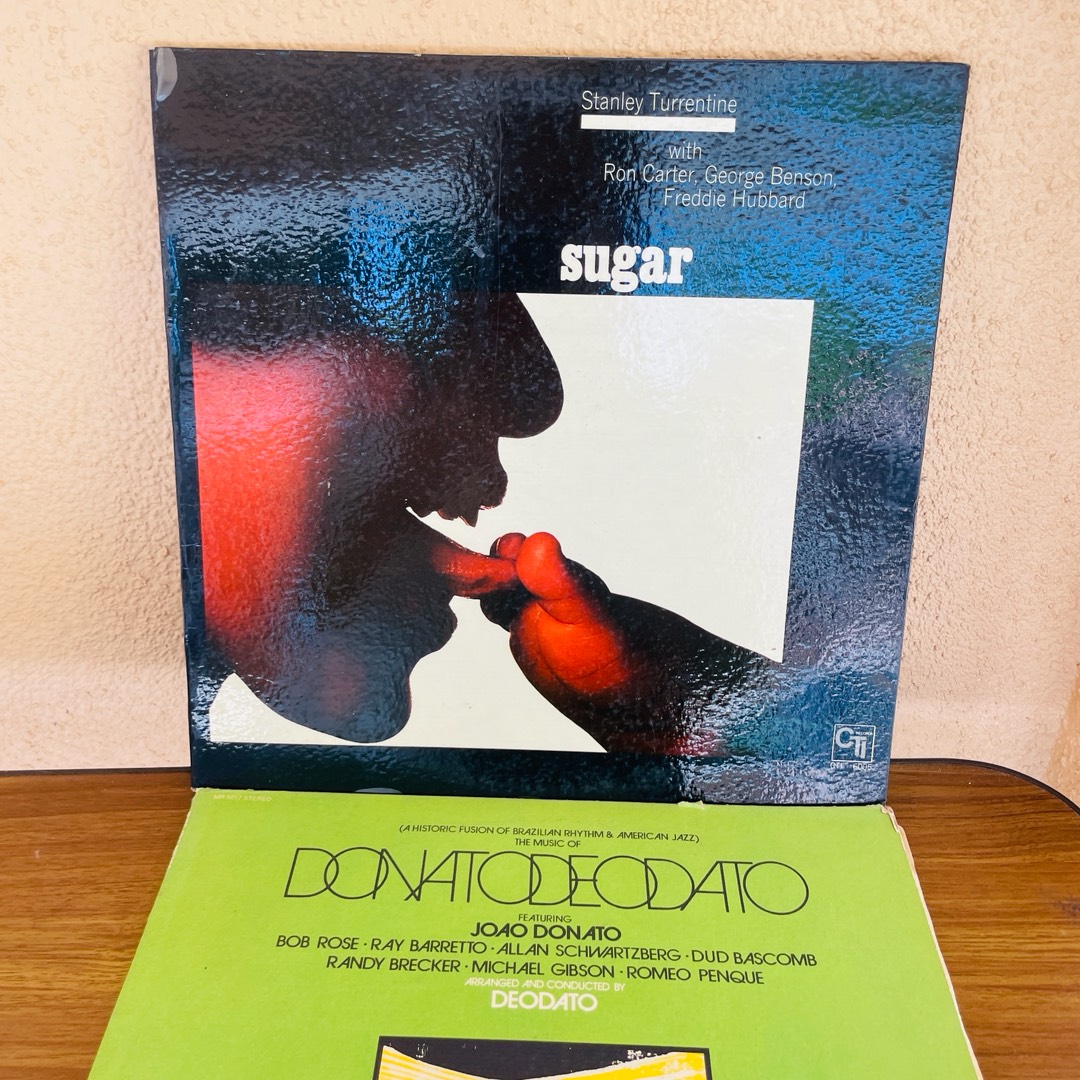 Stanley Turrentine
with
Ron Carter, George Benson,
Freddie Hubbard
sugar
CTi
RECORDS
(A HISTORIC FUSION OF BRAZILIAN RHYTHM & AMERICAN JAZZ)
THE MUSIC OF
DONATODEODATO
FEATURING
JOAO DONATO
BOB ROSE · RAY BARRETTO · ALLAN SCHWARTZBERG · DUD BASCOMB
RANDY BRECKER · MICHAEL GIBSON · ROMEO PENQUE
ARRANGED AND CONDUCTED BY
DEODATO